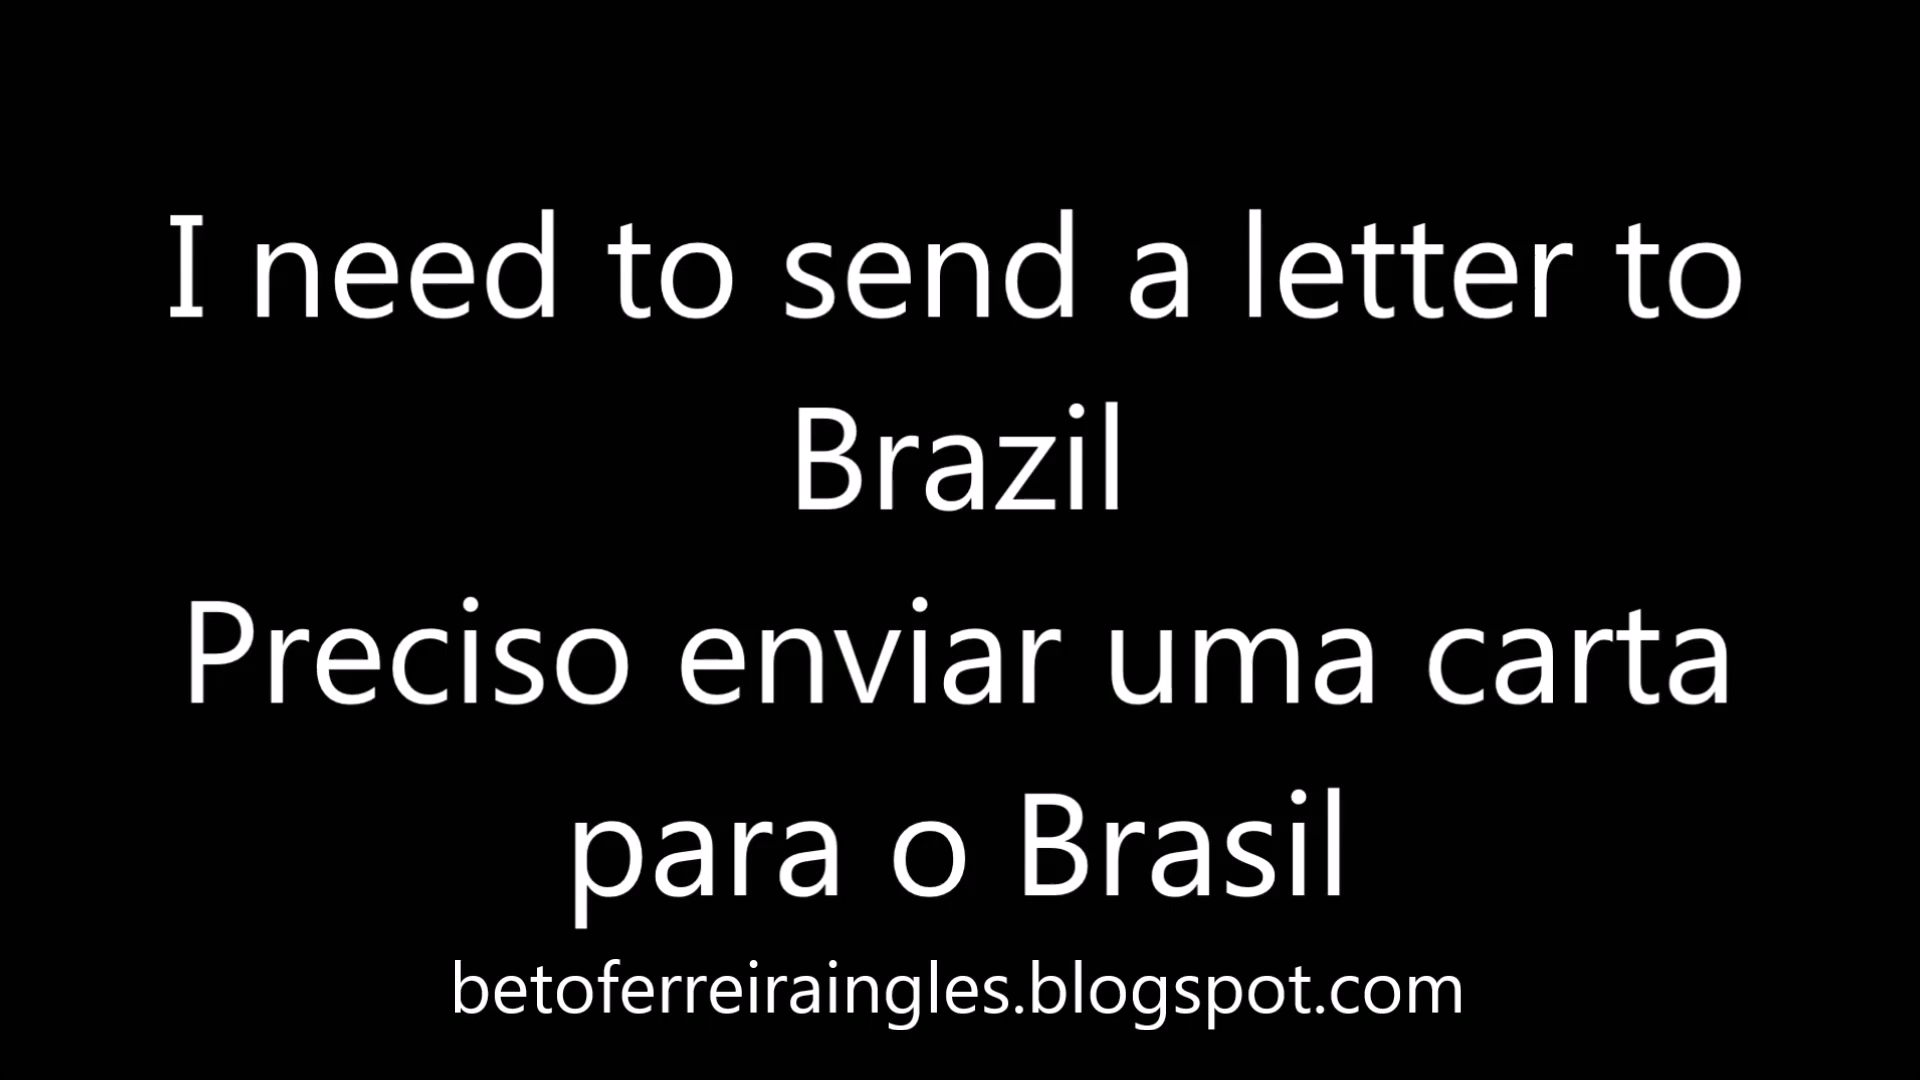 I need to send a letter to
Brazil
Preciso enviar uma carta
para o Brasil
betoferreiraingles.blogspot.com